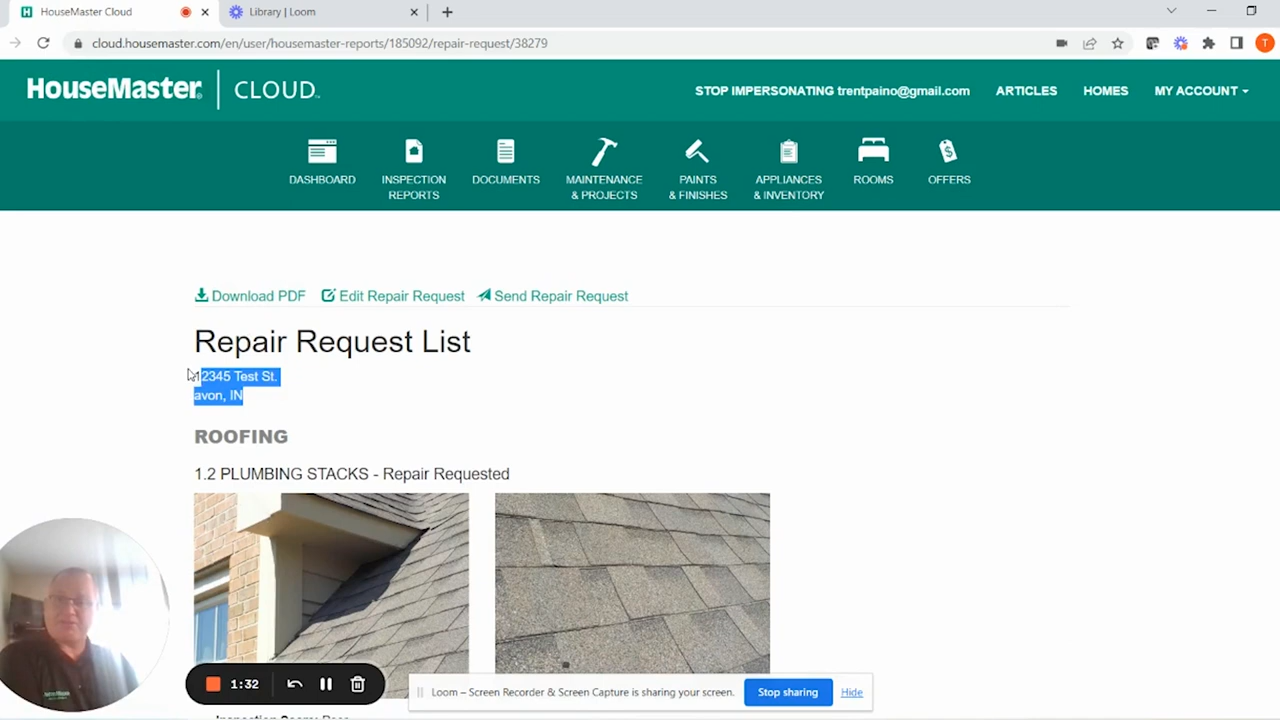 HouseMaster Cloud
Library | Loom
cloud.housemaster.com/en/user/housemaster-reports/185092/repair-request/38279
T
HouseMaster® CLOUD™
STOP IMPERSONATING trentpaino@gmail.com
ARTICLES
HOMES
MY ACCOUNT
DASHBOARD
INSPECTION
REPORTS
DOCUMENTS
MAINTENANCE
& PROJECTS
PAINTS
& FINISHES
APPLIANCES
& INVENTORY
ROOMS
OFFERS
Download PDF
Edit Repair Request
Send Repair Request
Repair Request List
12345 Test St.
avon, IN
ROOFING
1.2 PLUMBING STACKS - Repair Requested
1:32
Loom – Screen Recorder & Screen Capture is sharing your screen.
Stop sharing
Hide